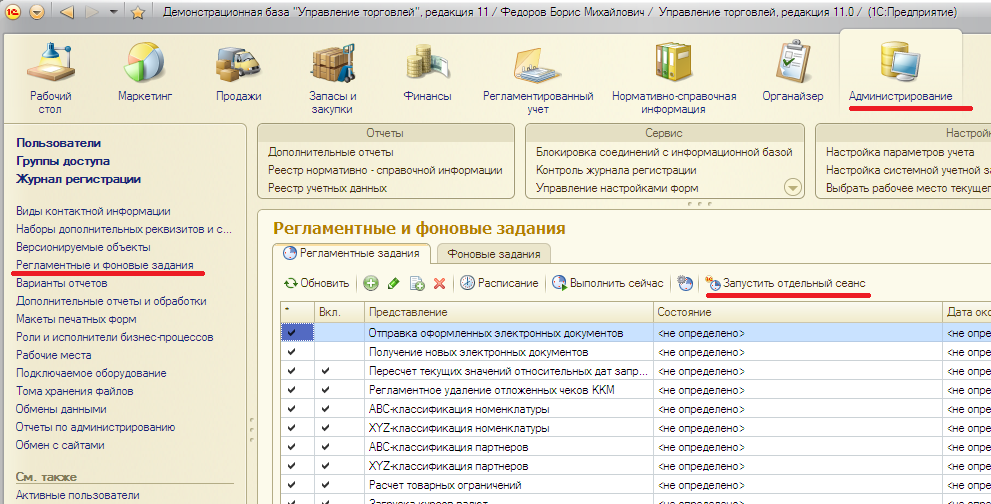 Демонстрационная база "Управление торговлей", редакция 11 / Федоров Борис Михайлович / Управление торговлей, редакция 11.0 / (1С:Предприятие)
Рабочий стол
Маркетинг
Продажи
Запасы и закупки
Финансы
Регламентированный учет
Нормативно-справочная информация
Органайзер
Администрирование
Пользователи
Группы доступа
Журнал регистрации
Виды контактной информации
Наборы дополнительных реквизитов и с...
Версионируемые объекты
Регламентные и фоновые задания
Варианты отчетов
Дополнительные отчеты и обработки
Макеты печатных форм
Роли и исполнители бизнес-процессов
Рабочие места
Подключаемое оборудование
Тома хранения файлов
Обмены данными
Отчеты по администрированию
Обмен с сайтами
См. также
Активные пользователи
Отчеты
Дополнительные отчеты
Реестр нормативно - справочной информации
Реестр учетных данных
Сервис
Блокировка соединений с информационной базой
Контроль журнала регистрации
Управление настройками форм
Настрой
Настройка параметров учета
Настройка системной учетной за
Выбрать рабочее место текущег
Регламентные и фоновые задания
Регламентные задания
Фоновые задания
Обновить
Расписание
Выполнить сейчас
Запустить отдельный сеанс
* Вкл. Представление Состояние Дата око
Отправка оформленных электронных документов <не определено> <не опре
Получение новых электронных документов <не определено> <не опре
Пересчет текущих значений относительных дат запр... <не определено> <не опре
Регламентное удаление отложенных чеков ККМ <не определено> <не опре
ABC-классификация номенклатуры <не определено> <не опре
XYZ-классификация номенклатуры <не определено> <не опре
ABC-классификация партнеров <не определено> <не опре
XYZ-классификация партнеров <не определено> <не опре
Расчет товарных ограничений <не определено> <не опре
Загрузка курсов валют